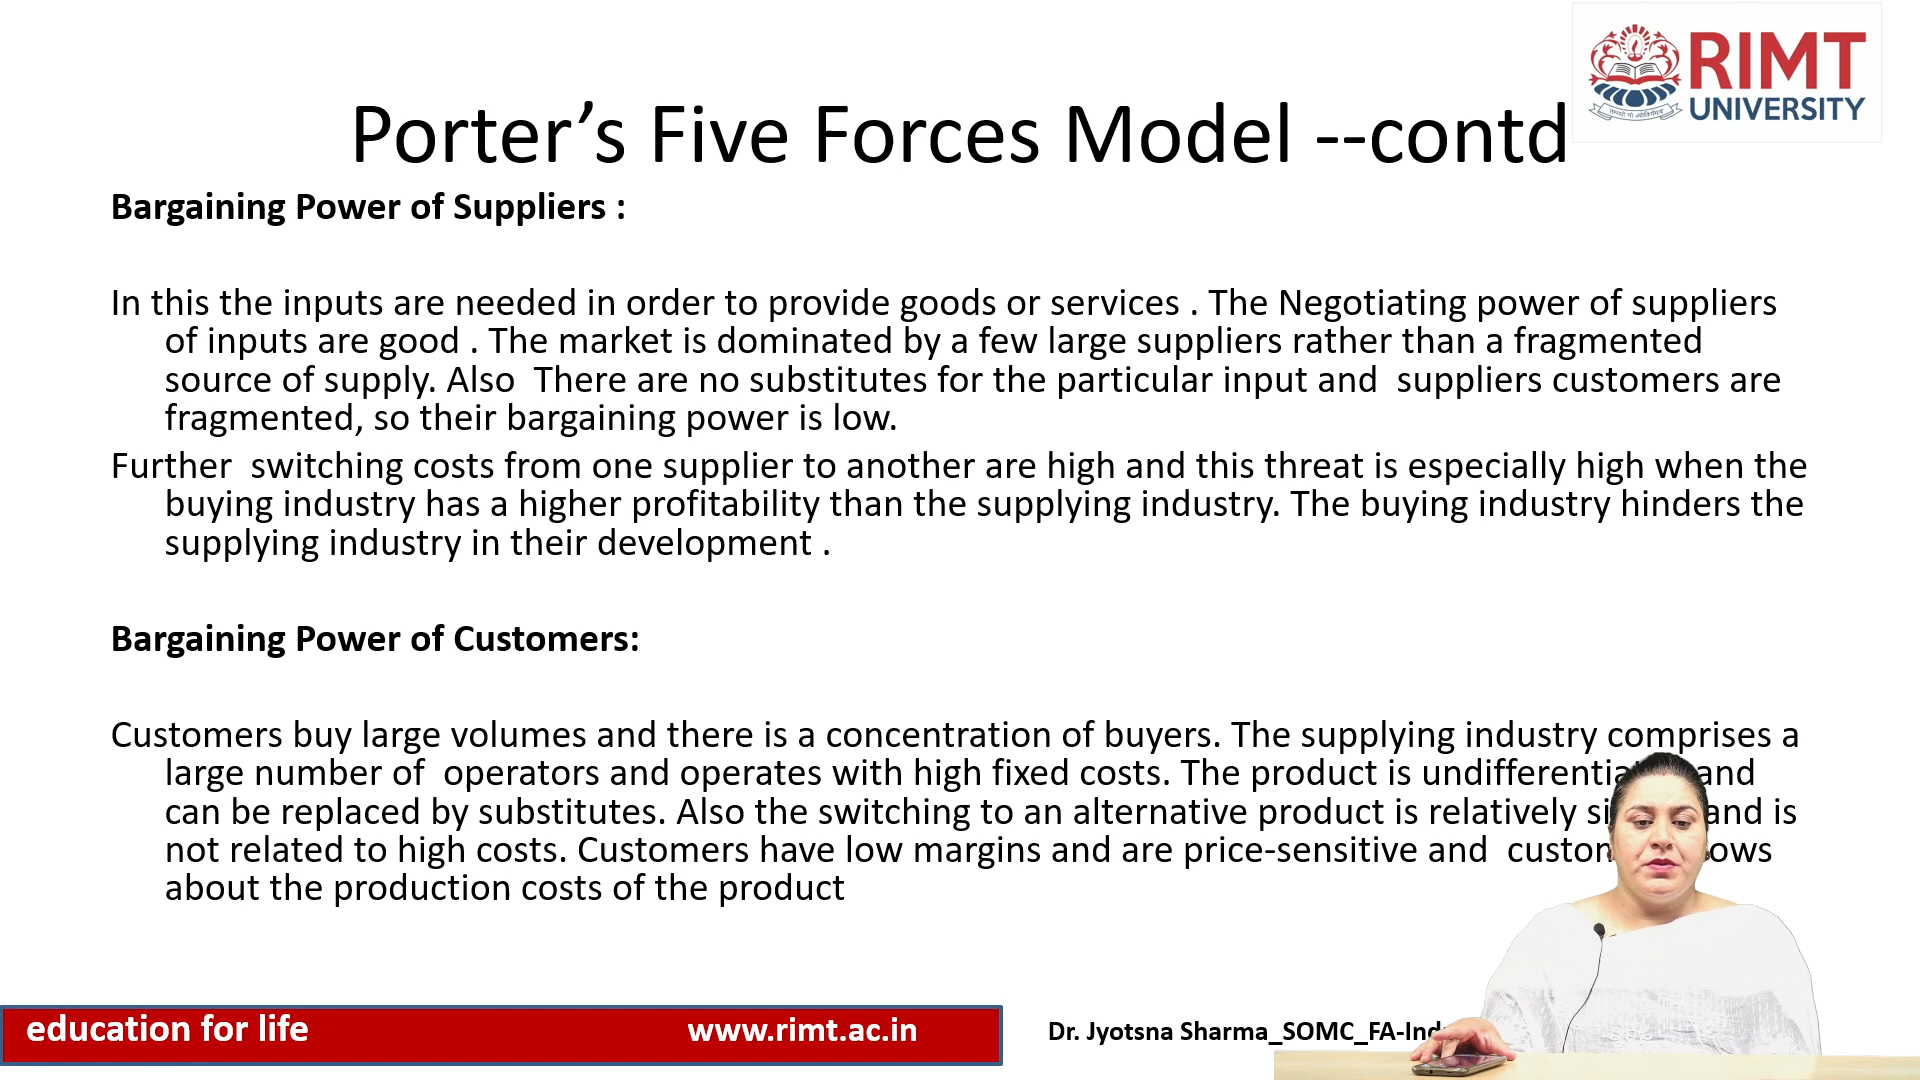 RIMT
UNIVERSITY
Porter’s Five Forces Model --contd
Bargaining Power of Suppliers :
In this the inputs are needed in order to provide goods or services . The Negotiating power of suppliers
of inputs are good . The market is dominated by a few large suppliers rather than a fragmented
source of supply. Also There are no substitutes for the particular input and suppliers customers are
fragmented, so their bargaining power is low.
Further switching costs from one supplier to another are high and this threat is especially high when the
buying industry has a higher profitability than the supplying industry. The buying industry hinders the
supplying industry in their development .
Bargaining Power of Customers:
Customers buy large volumes and there is a concentration of buyers. The supplying industry comprises a
large number of operators and operates with high fixed costs. The product is and
can be replaced by substitutes. Also the switching to an alternative product is relatively and is
not related to high costs. Customers have low margins and are price-sensitive and
about the production costs of the product
education for life
www.rimt.ac.in
Dr. Jyotsna Sharma_SOMC_FA-Ind